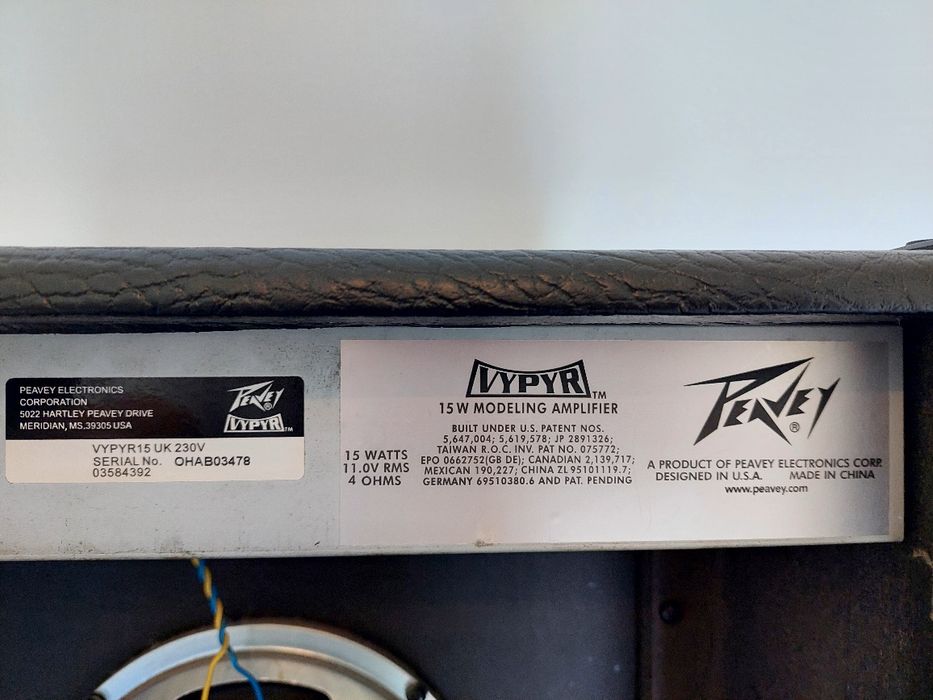 PEAVEY ELECTRONICS
CORPORATION
5022 HARTLEY PEAVEY DRIVE
MERIDIAN, MS.39305 USA
PEAVEY®
VYPYR™
VYPYR15 UK 230V
SERIAL No. OHAB03478
03584392
15 WATTS
11.0V RMS
4 OHMS
VYPYR™
15W MODELING AMPLIFIER
BUILT UNDER U.S. PATENT NOS.
5,647,004; 5,619,578; JP 2891326;
TAIWAN R.O.C. INV. PAT NO. 075772;
EPO 0662752(GB DE); CANADIAN 2,139,717;
MEXICAN 190,227; CHINA ZL 95101119.7;
GERMANY 69510380.6 AND PAT. PENDING
PEAVEY®
A PRODUCT OF PEAVEY ELECTRONICS CORP.
DESIGNED IN U.S.A. MADE IN CHINA
www.peavey.com